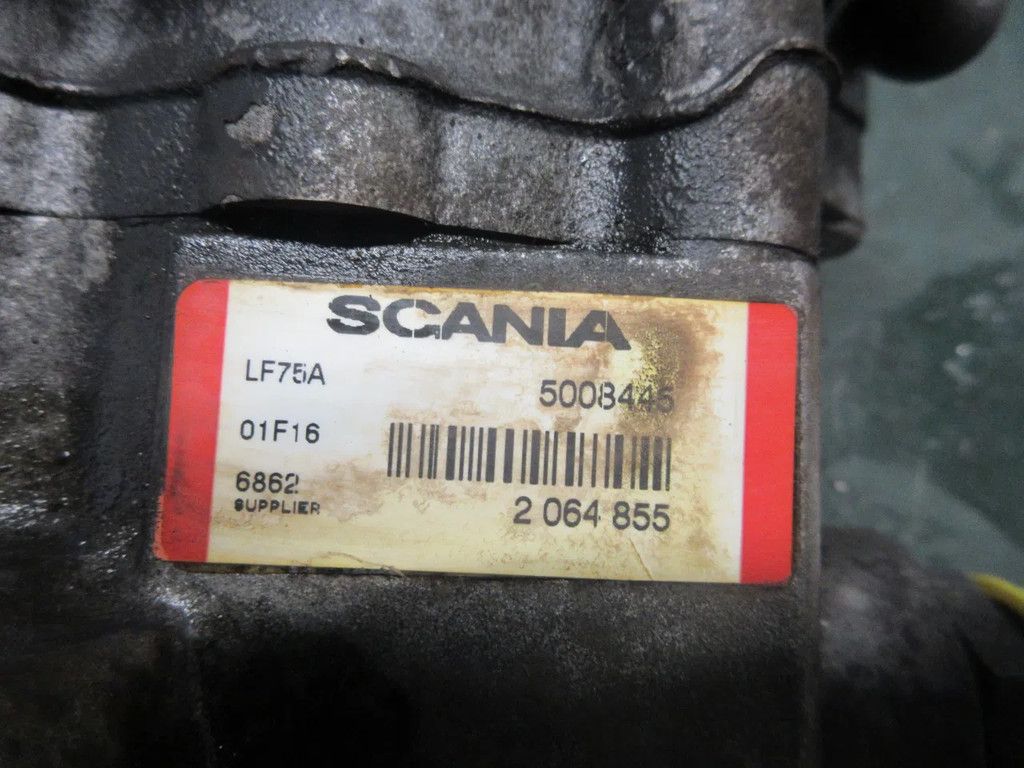 SCANIA
LF75A
5008445
01F16
6862
SUPPLIER
2 064 855